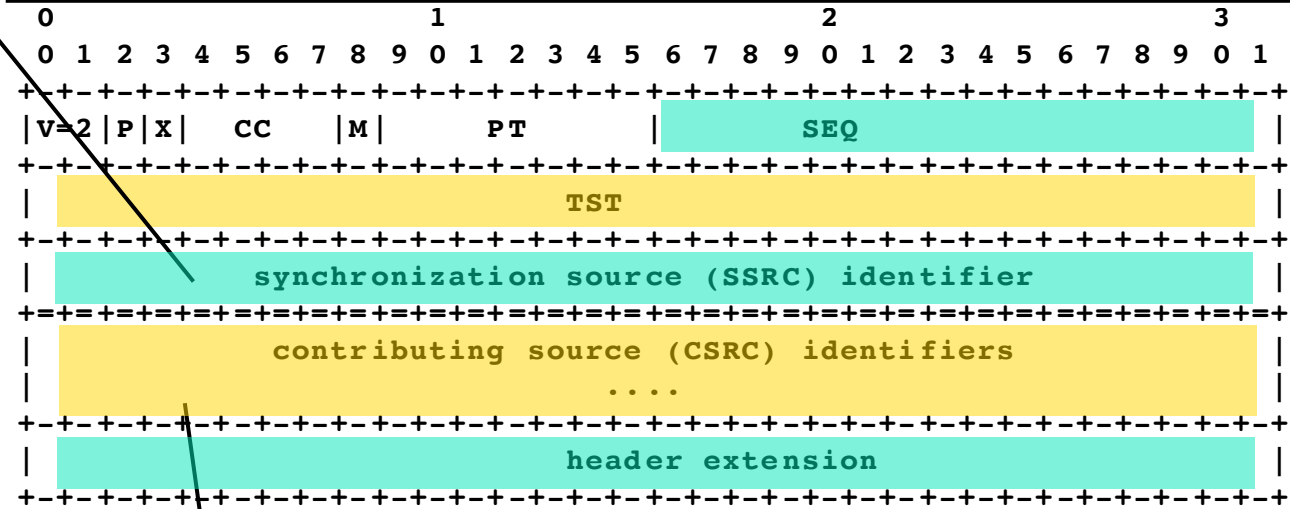 0 1 2 3
0 1 2 3 4 5 6 7 8 9 0 1 2 3 4 5 6 7 8 9 0 1 2 3 4 5 6 7 8 9 0 1
+-+-+-+-+-+-+-+-+-+-+-+-+-+-+-+-+-+-+-+-+-+-+-+-+-+-+-+-+-+-+-+-+
|V=2|P|X| CC |M| PT | SEQ |
+-+-+-+-+-+-+-+-+-+-+-+-+-+-+-+-+-+-+-+-+-+-+-+-+-+-+-+-+-+-+-+-+
| TST |
+-+-+-+-+-+-+-+-+-+-+-+-+-+-+-+-+-+-+-+-+-+-+-+-+-+-+-+-+-+-+-+-+
| synchronization source (SSRC) identifier |
+=+=+=+=+=+=+=+=+=+=+=+=+=+=+=+=+=+=+=+=+=+=+=+=+=+=+=+=+=+=+=+=+
| contributing source (CSRC) identifiers |
| .... |
+-+-+-+-+-+-+-+-+-+-+-+-+-+-+-+-+-+-+-+-+-+-+-+-+-+-+-+-+-+-+-+-+
| header extension |
+-+-+-+-+-+-+-+-+-+-+-+-+-+-+-+-+-+-+-+-+-+-+-+-+-+-+-+-+-+-+-+-+